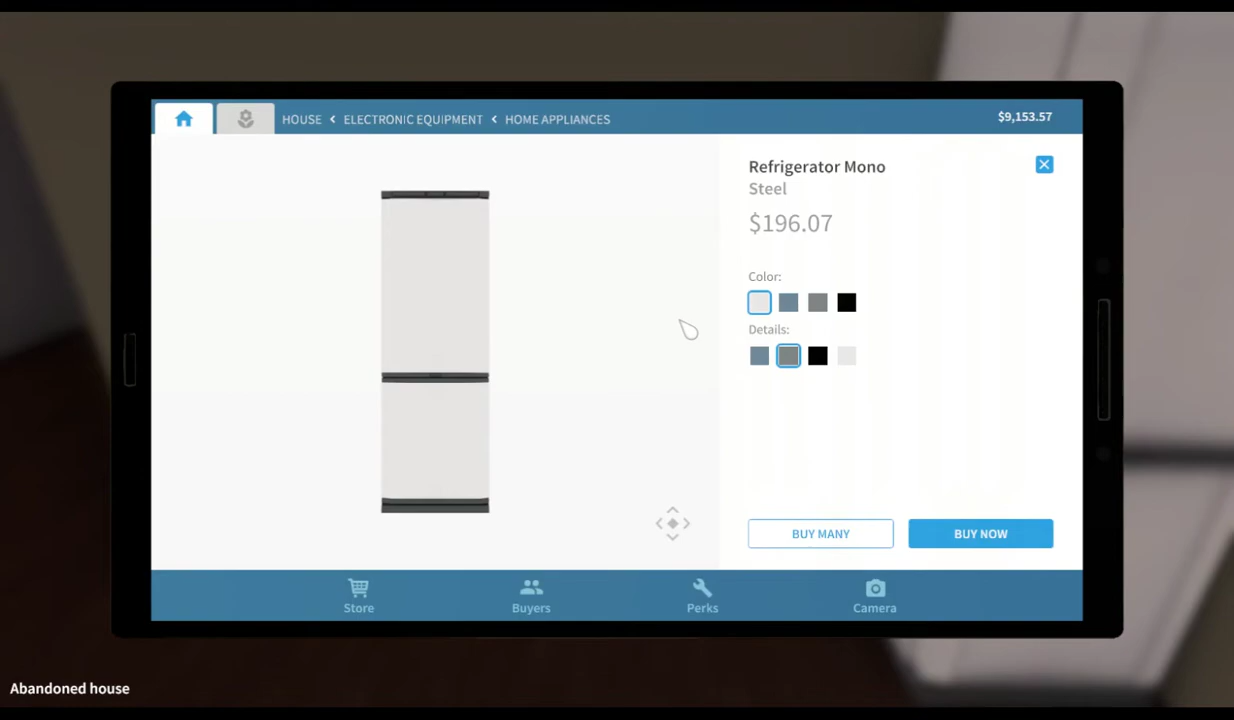 HOUSE < ELECTRONIC EQUIPMENT < HOME APPLIANCES
$9,153.57
Refrigerator Mono
Steel
$196.07
Color:
Details:
BUY MANY
BUY NOW
Store
Buyers
Perks
Camera
Abandoned house